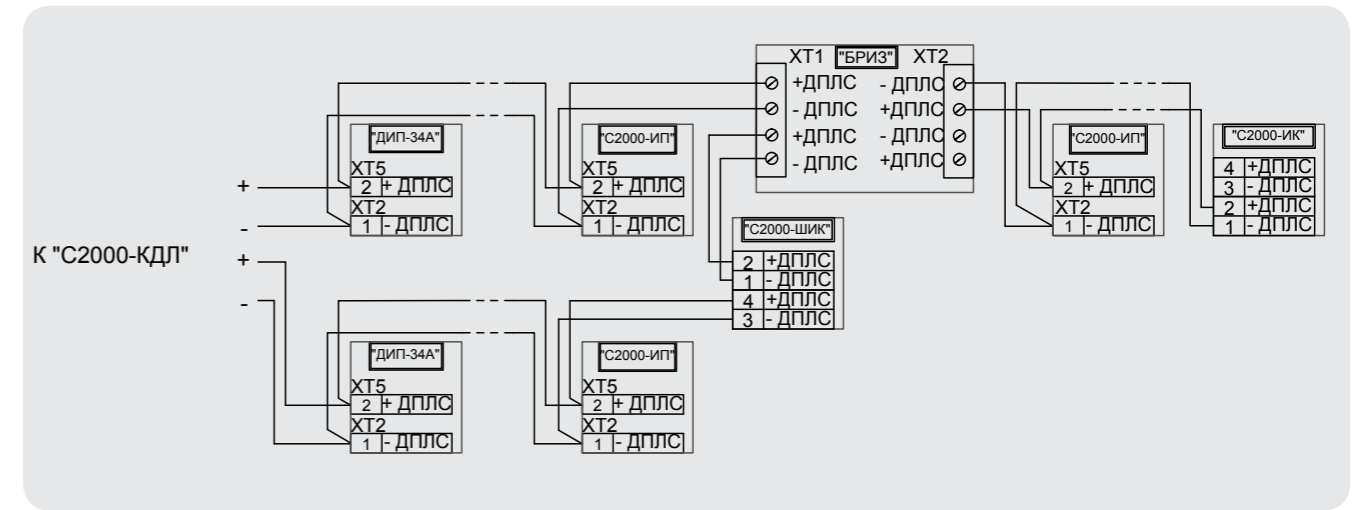 ХТ1 "БРИЗ" ХТ2
+ДПЛС - ДПЛС
- ДПЛС +ДПЛС
+ДПЛС - ДПЛС
- ДПЛС +ДПЛС
"ДИП-34А"
ХТ5
2 + ДПЛС
ХТ2
1 - ДПЛС
"С2000-ИП"
ХТ5
2 + ДПЛС
ХТ2
1 - ДПЛС
"С2000-ИП"
ХТ5
2 + ДПЛС
ХТ2
1 - ДПЛС
"С2000-ИК"
4 +ДПЛС
3 - ДПЛС
2 +ДПЛС
1 - ДПЛС
+
-
К "С2000-КДЛ"
+
-
"С2000-ШИК"
2 +ДПЛС
1 - ДПЛС
4 +ДПЛС
3 - ДПЛС
"ДИП-34А"
ХТ5
2 + ДПЛС
ХТ2
1 - ДПЛС
"С2000-ИП"
ХТ5
2 + ДПЛС
ХТ2
1 - ДПЛС